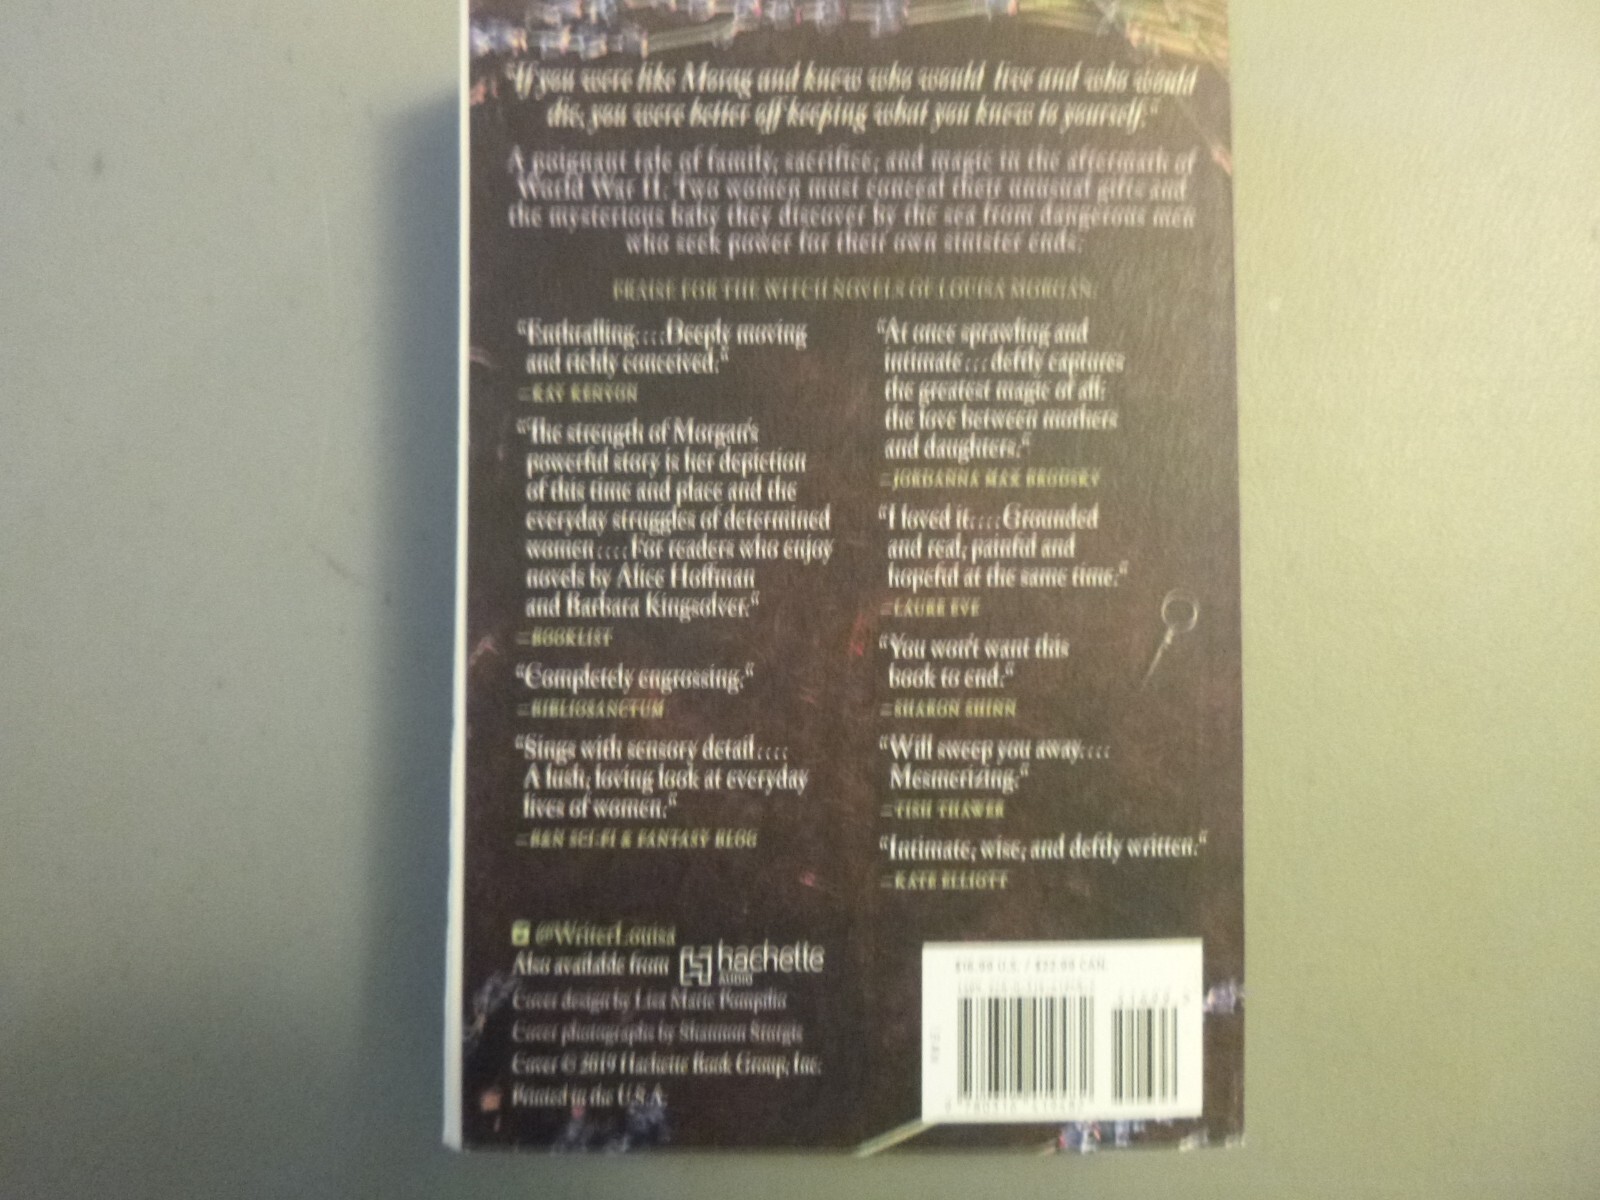 "If you were like Morag and knew who would live and who would
die, you were better off keeping what you knew to yourself."
A poignant tale of family, sacrifice, and magic in the aftermath of
World War II. Two women must conceal their unusual gifts and
the mysterious baby they discover by the sea from dangerous men
who seek power for their own sinister ends.
PRAISE FOR THE WITCH NOVELS OF LOUISA MORGAN:
"Enthralling.... Deeply moving
and richly conceived."
—KAY KENYON
"The strength of Morgan's
powerful story is her depiction
of this time and place and the
everyday struggles of determined
women.... For readers who enjoy
novels by Alice Hoffman
and Barbara Kingsolver."
—BOOKLIST
"Completely engrossing."
—BIBLIOSANCTUM
"Sings with sensory detail....
A lush, loving look at everyday
lives of women."
—B&N SCI-FI & FANTASY BLOG
"At once sprawling and
intimate... deftly captures
the greatest magic of all:
the love between mothers
and daughters."
—JORDANNA MAX BRODSKY
"I loved it.... Grounded
and real, painful and
hopeful at the same time."
—LAURE EVE
"You won't want this
book to end."
—SHARON SHINN
"Will sweep you away....
Mesmerizing."
—TISH THAWER
"Intimate, wise, and deftly written."
—KATE ELLIOTT
@WriterLouisa
Also available from hachette
AUDIO
Cover design by Lisa Marie Pompilio
Cover photographs by Shannon Sturgis
Cover © 2019 Hachette Book Group, Inc.
Printed in the U.S.A.
$16.99 U.S. / $22.99 CAN.